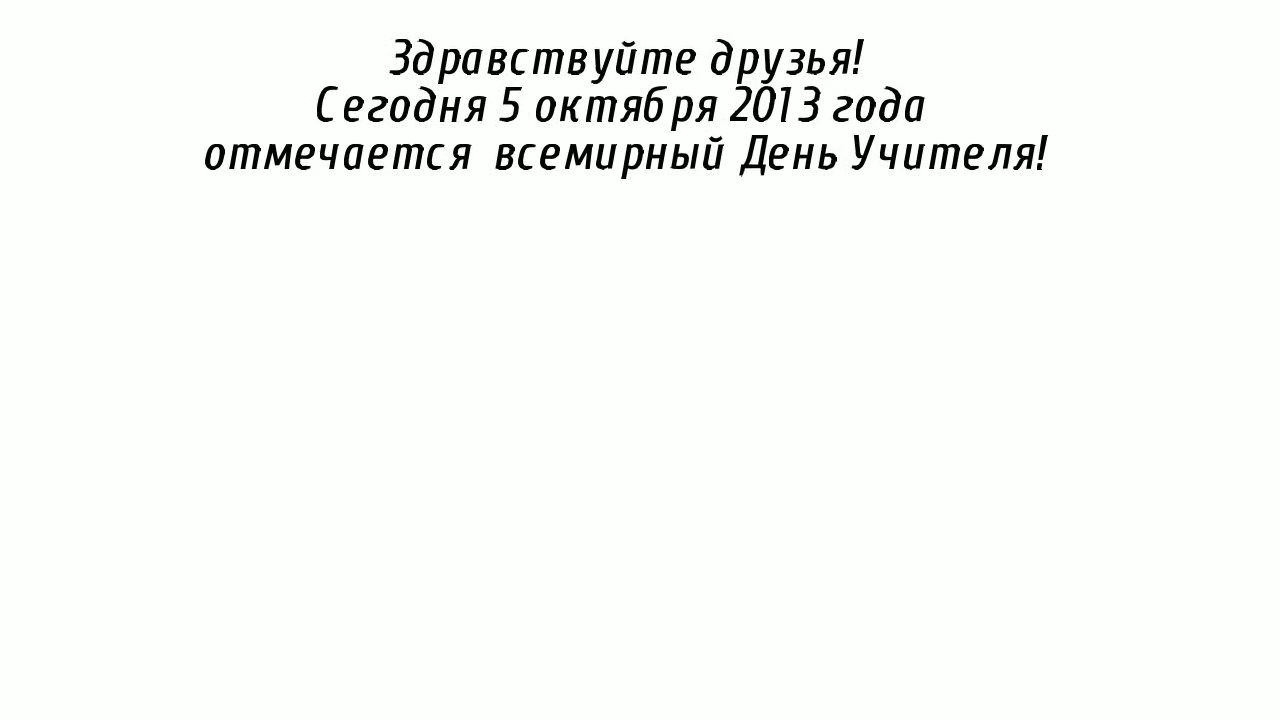 Здравствуйте друзья!
Сегодня 5 октября 2013 года
отмечается всемирный День Учителя!